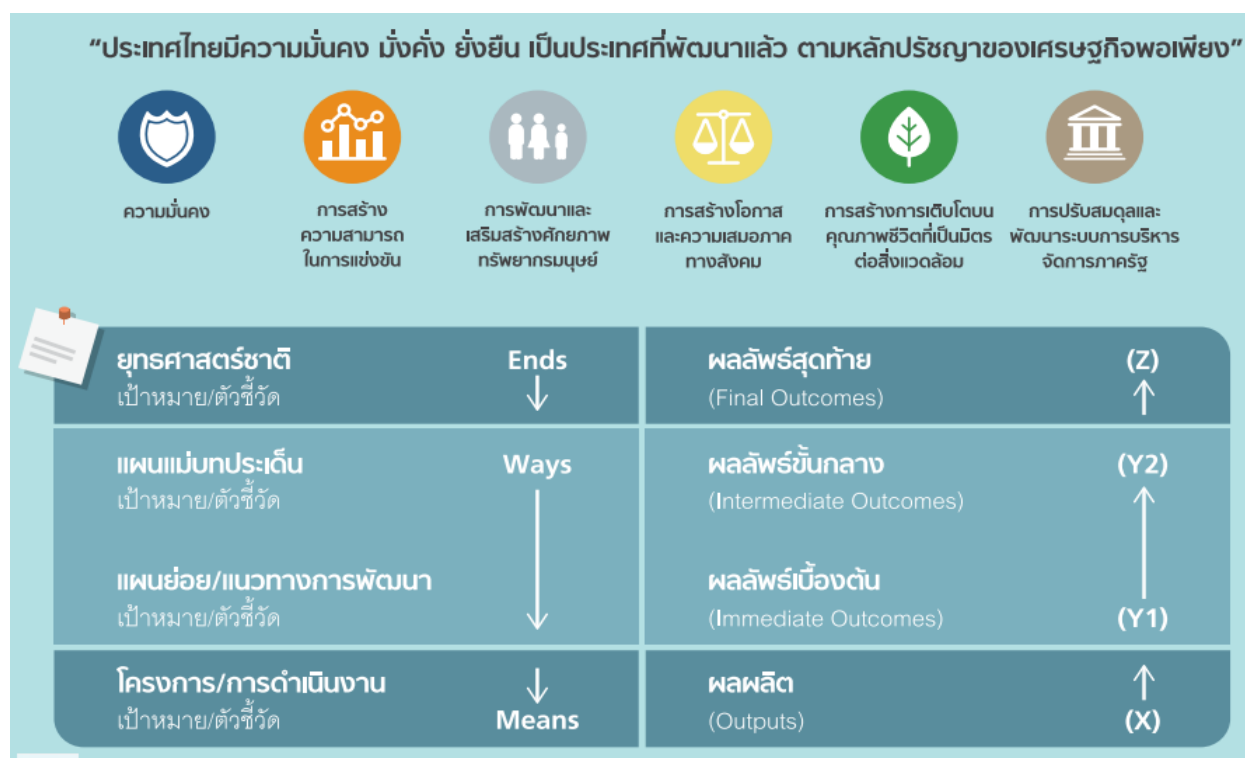 “ประเทศไทยมีความมั่นคง มั่งคั่ง ยั่งยืน เป็นประเทศที่พัฒนาแล้ว ตามหลักปรัชญาของเศรษฐกิจพอเพียง”
ความมั่นคง
การสร้าง
ความสามารถ
ในการแข่งขัน
การพัฒนาและ
เสริมสร้างศักยภาพ
ทรัพยากรมนุษย์
การสร้างโอกาส
และความเสมอภาค
ทางสังคม
การสร้างการเติบโตบน
คุณภาพชีวิตที่เป็นมิตร
ต่อสิ่งแวดล้อม
การปรับสมดุลและ
พัฒนาระบบการบริหาร
จัดการภาครัฐ
ยุทธศาสตร์ชาติ Ends ผลลัพธ์สุดท้าย (Z)
เป้าหมาย/ตัวชี้วัด (Final Outcomes)
แผนแม่บทประเด็น Ways ผลลัพธ์ขั้นกลาง (Y2)
เป้าหมาย/ตัวชี้วัด (Intermediate Outcomes)
แผนย่อย/แนวทางการพัฒนา ผลลัพธ์เบื้องต้น
เป้าหมาย/ตัวชี้วัด (Immediate Outcomes) (Y1)
โครงการ/การดำเนินงาน ผลผลิต
เป้าหมาย/ตัวชี้วัด Means (Outputs) (X)